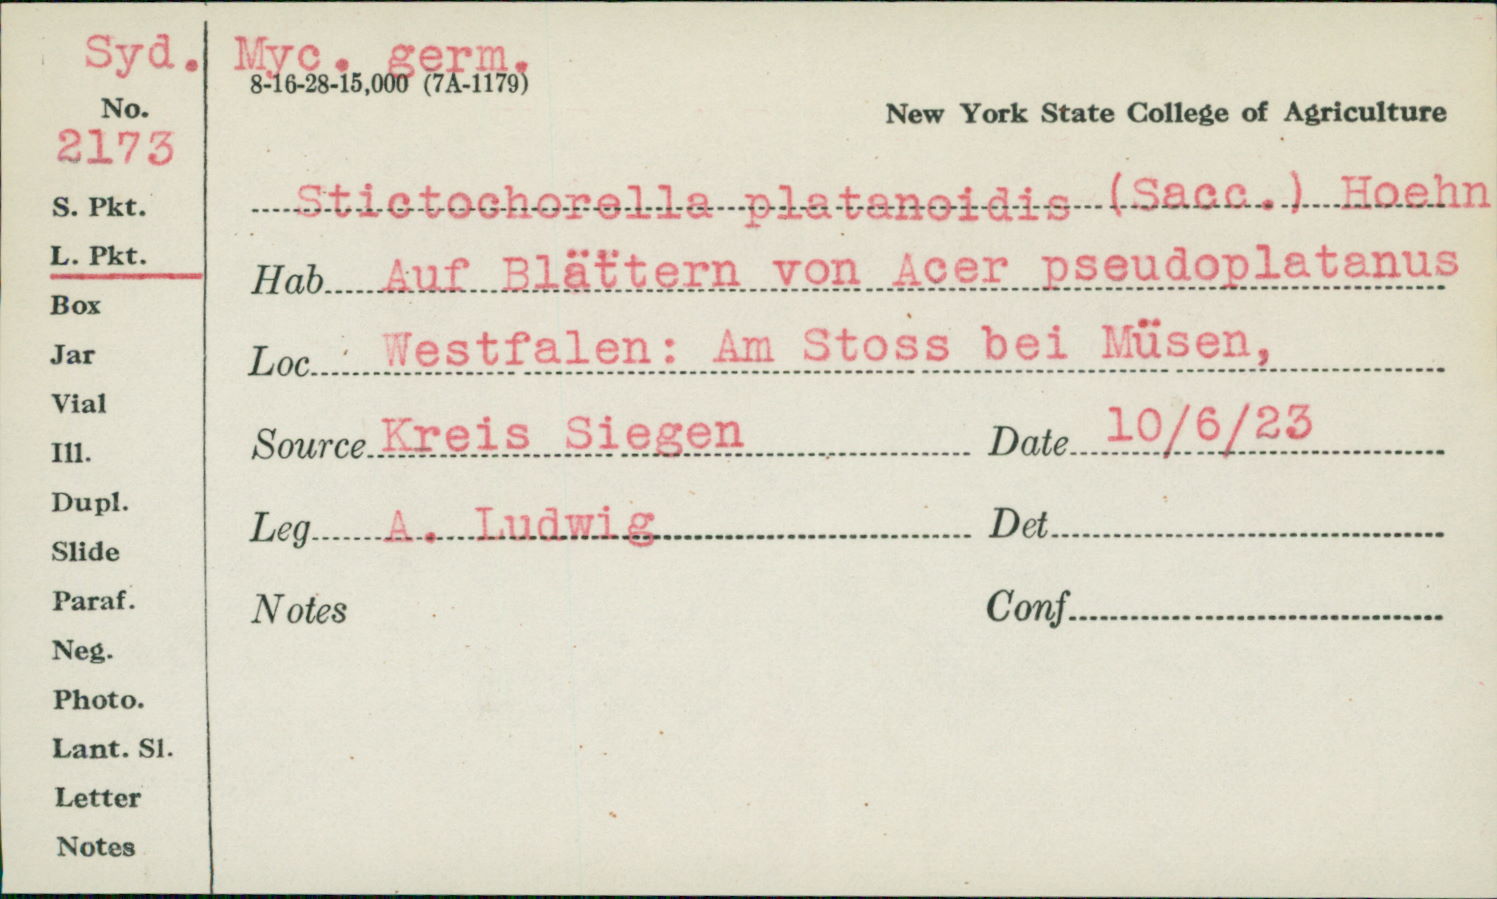 Syd. Myc. germ.
8-16-28-15,000 (7A-1179)
No.
New York State College of Agriculture
2173
S. Pkt.
Stictochorella platanoidis (Sacc.) Hoehn
L. Pkt.
Hab Auf Blättern von Acer pseudoplatanus
Box
Jar
Loc Westfalen: Am Stoss bei Müsen,
Vial
Ill.
Source Kreis Siegen Date 10/6/23
Dupl.
Leg A. Ludwig Det
Slide
Paraf.
Notes Conf
Neg.
Photo.
Lant. Sl.
Letter
Notes